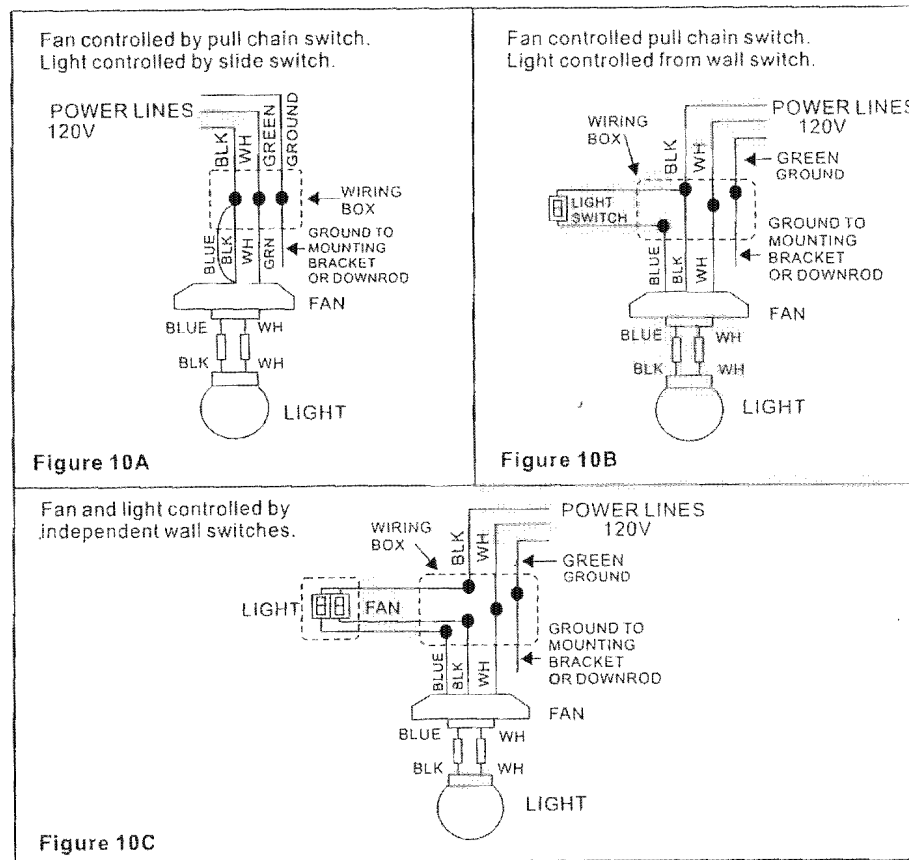 Fan controlled by pull chain switch.
Light controlled by slide switch.
POWER LINES
120V
BLK
WH
GREEN
GROUND
WIRING
BOX
BLUE
BLK
WH
GRN
GROUND TO
MOUNTING
BRACKET
OR DOWNROD
FAN
BLUE
WH
BLK
WH
LIGHT
Figure 10A
Fan controlled pull chain switch.
Light controlled from wall switch.
POWER LINES
120V
WIRING
BOX
BLK
WH
GREEN
GROUND
LIGHT
SWITCH
GROUND TO
MOUNTING
BRACKET
OR DOWNROD
BLUE
BLK
WH
FAN
BLUE
WH
BLK
WH
LIGHT
Figure 10B
Fan and light controlled by
independent wall switches.
POWER LINES
120V
WIRING
BOX
BLK
WH
GREEN
GROUND
LIGHT
FAN
GROUND TO
MOUNTING
BRACKET
OR DOWNROD
BLUE
BLK
WH
FAN
BLUE
WH
BLK
WH
LIGHT
Figure 10C